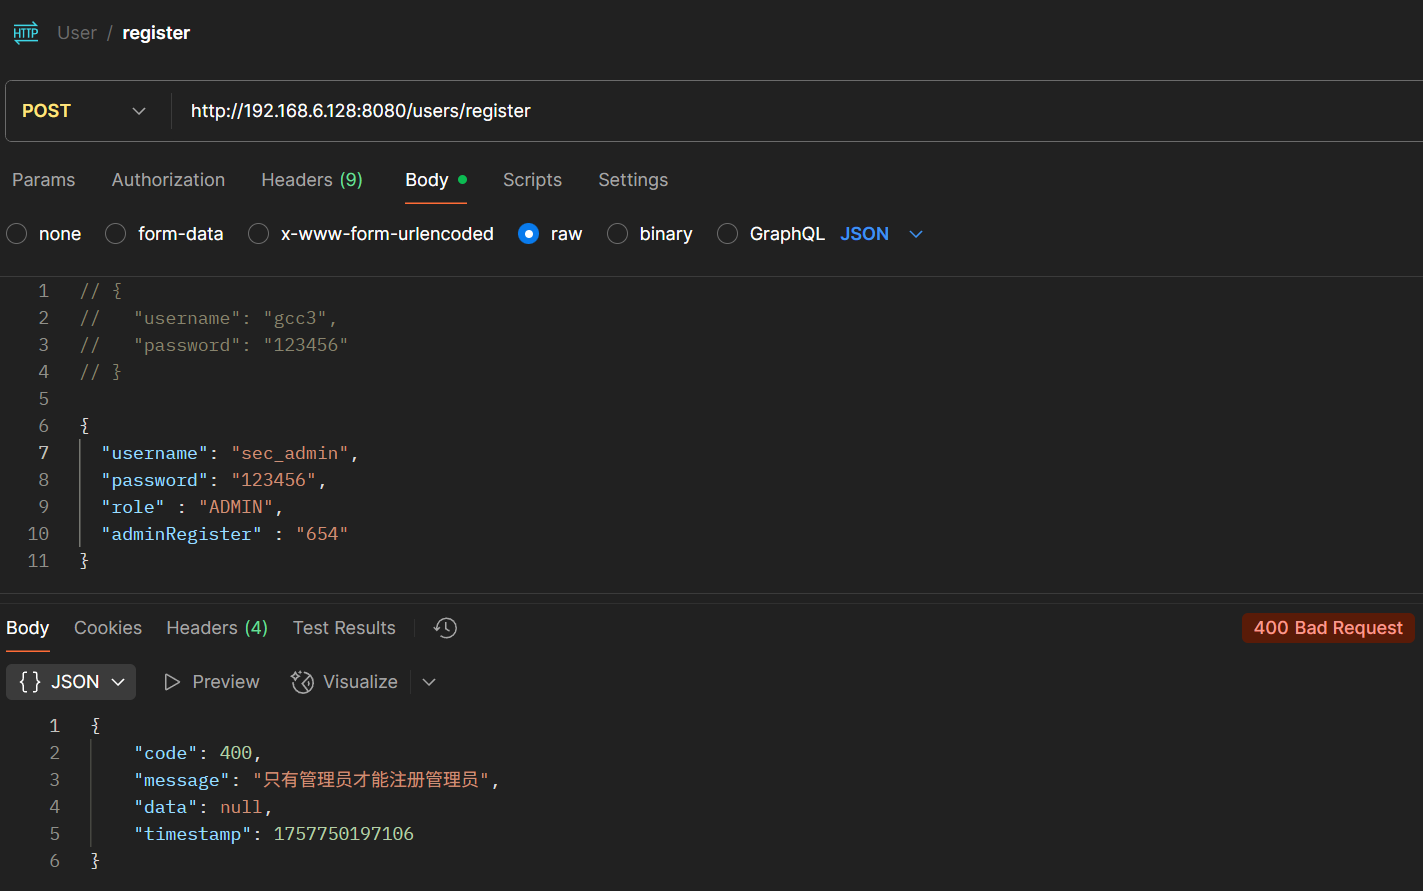 HTTP User / register
POST http://192.168.6.128:8080/users/register
Params Authorization Headers (9) Body Scripts Settings
none form-data x-www-form-urlencoded raw binary GraphQL JSON
1 // {
2 //   "username": "gcc3",
3 //   "password": "123456"
4 // }
5
6 {
7   "username": "sec_admin",
8   "password": "123456",
9   "role" : "ADMIN",
10   "adminRegister" : "654"
11 }
Body Cookies Headers (4) Test Results 400 Bad Request
{} JSON Preview Visualize
1 {
2     "code": 400,
3     "message": "只有管理员才能注册管理员",
4     "data": null,
5     "timestamp": 1757750197106
6 }